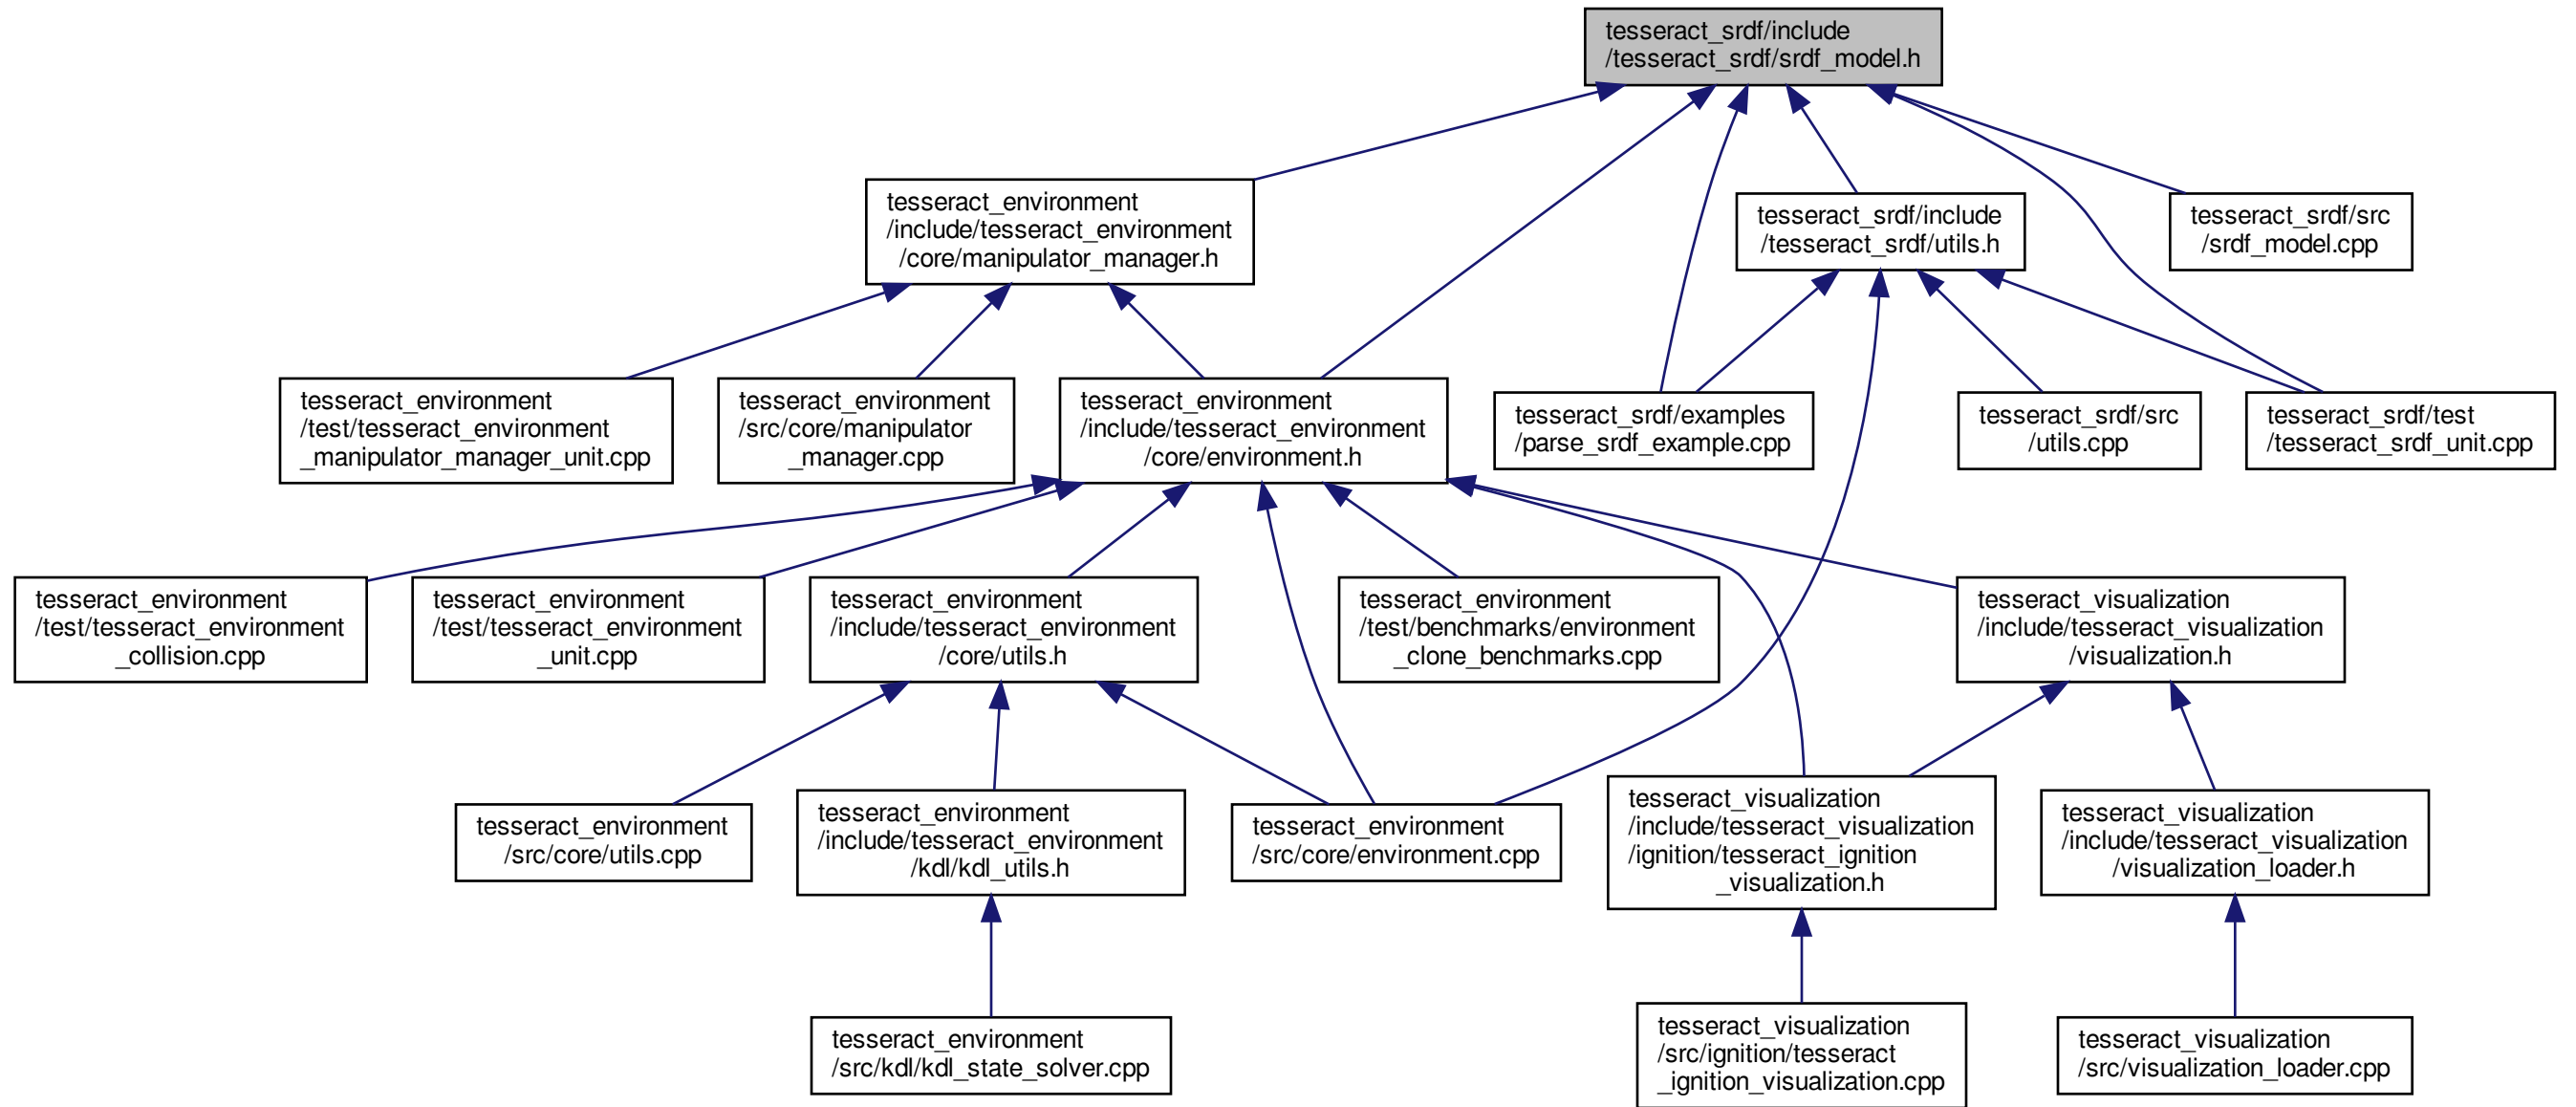 tesseract_srdf/include
/tesseract_srdf/srdf_model.h
tesseract_environment
/include/tesseract_environment
/core/manipulator_manager.h
tesseract_srdf/include
/tesseract_srdf/utils.h
tesseract_srdf/src
/srdf_model.cpp
tesseract_environment
/test/tesseract_environment
_manipulator_manager_unit.cpp
tesseract_environment
/src/core/manipulator
_manager.cpp
tesseract_environment
/include/tesseract_environment
/core/environment.h
tesseract_srdf/examples
/parse_srdf_example.cpp
tesseract_srdf/src
/utils.cpp
tesseract_srdf/test
/tesseract_srdf_unit.cpp
tesseract_environment
/test/tesseract_environment
_collision.cpp
tesseract_environment
/test/tesseract_environment
_unit.cpp
tesseract_environment
/include/tesseract_environment
/core/utils.h
tesseract_environment
/test/benchmarks/environment
_clone_benchmarks.cpp
tesseract_visualization
/include/tesseract_visualization
/visualization.h
tesseract_environment
/src/core/utils.cpp
tesseract_environment
/include/tesseract_environment
/kdl/kdl_utils.h
tesseract_environment
/src/core/environment.cpp
tesseract_visualization
/include/tesseract_visualization
/ignition/tesseract_ignition
_visualization.h
tesseract_visualization
/include/tesseract_visualization
/visualization_loader.h
tesseract_environment
/src/kdl/kdl_state_solver.cpp
tesseract_visualization
/src/ignition/tesseract
_ignition_visualization.cpp
tesseract_visualization
/src/visualization_loader.cpp